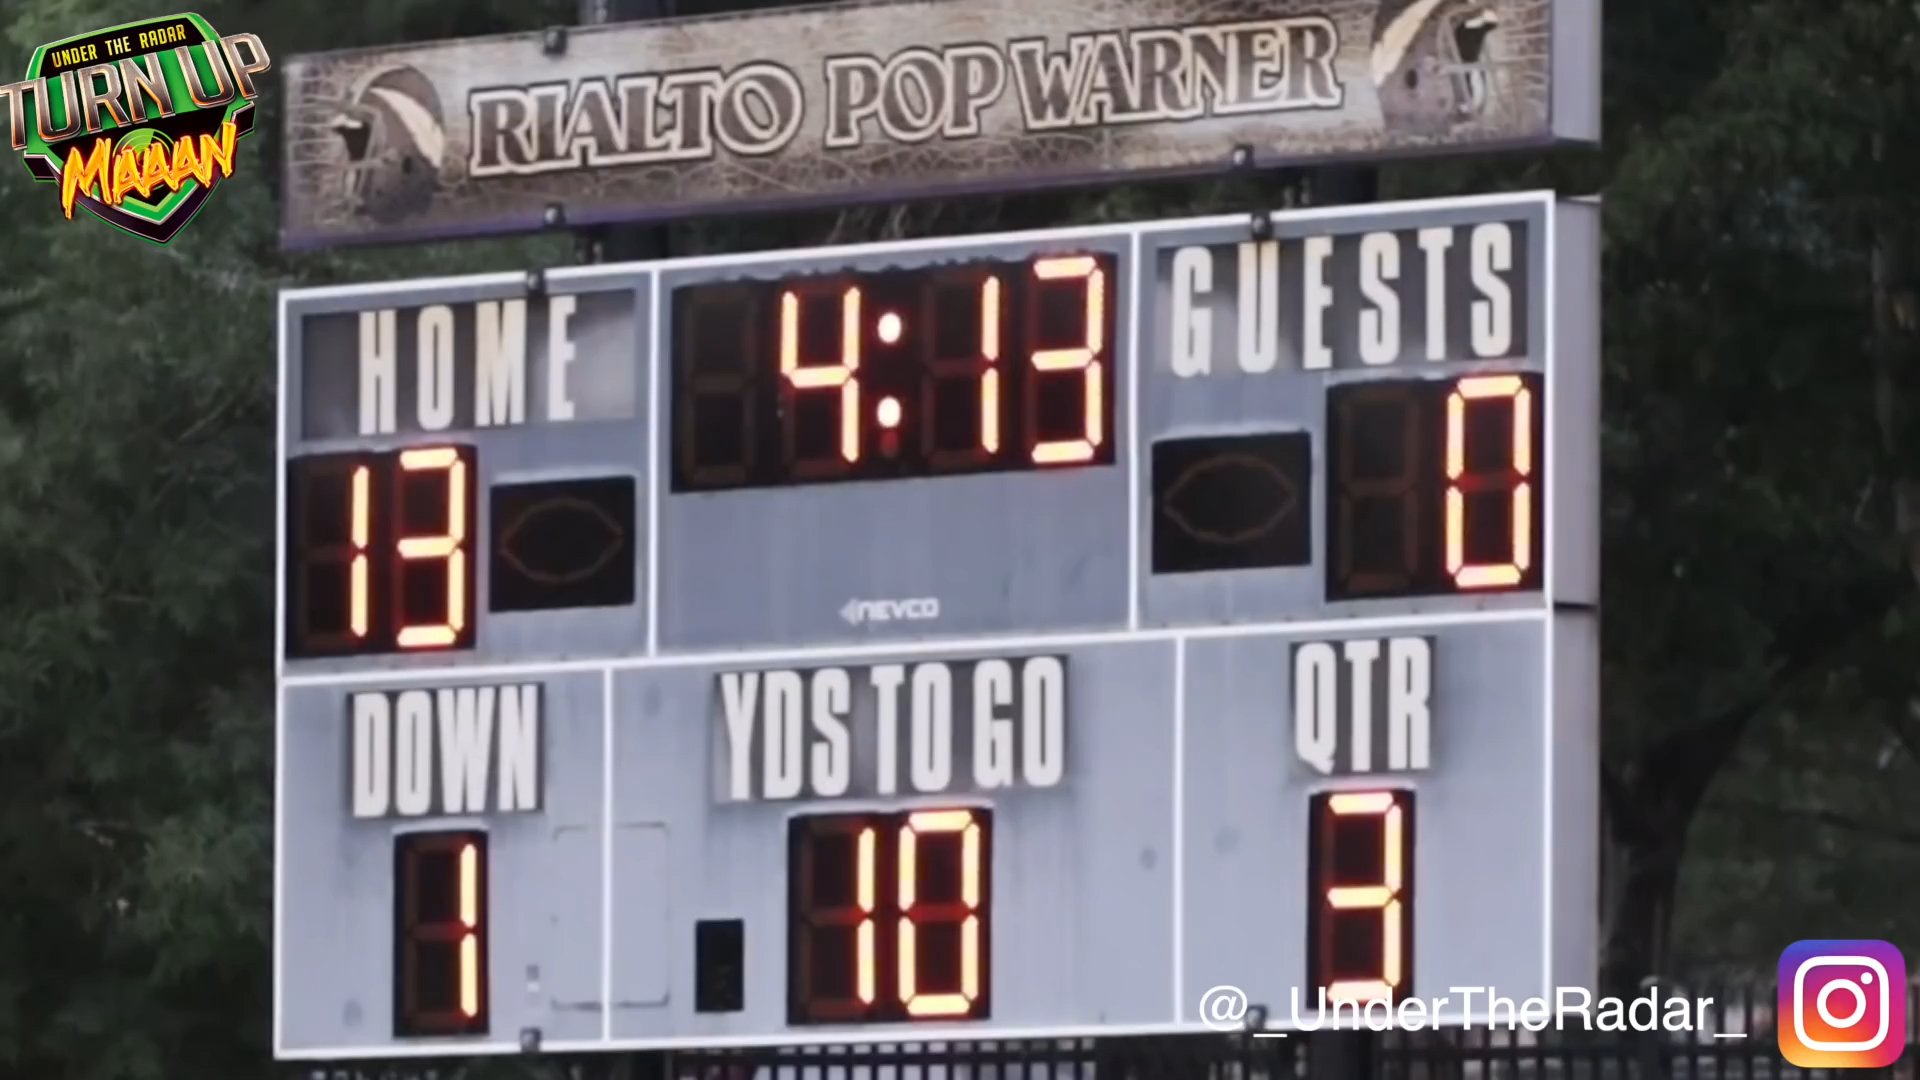 UNDER THE RADAR
TURN UP
MAAAN
RIALTO POP WARNER
HOME
4:13
GUESTS
13
0
NEVCO
DOWN
YDS TO GO
QTR
1
10
3
@_UnderTheRadar_